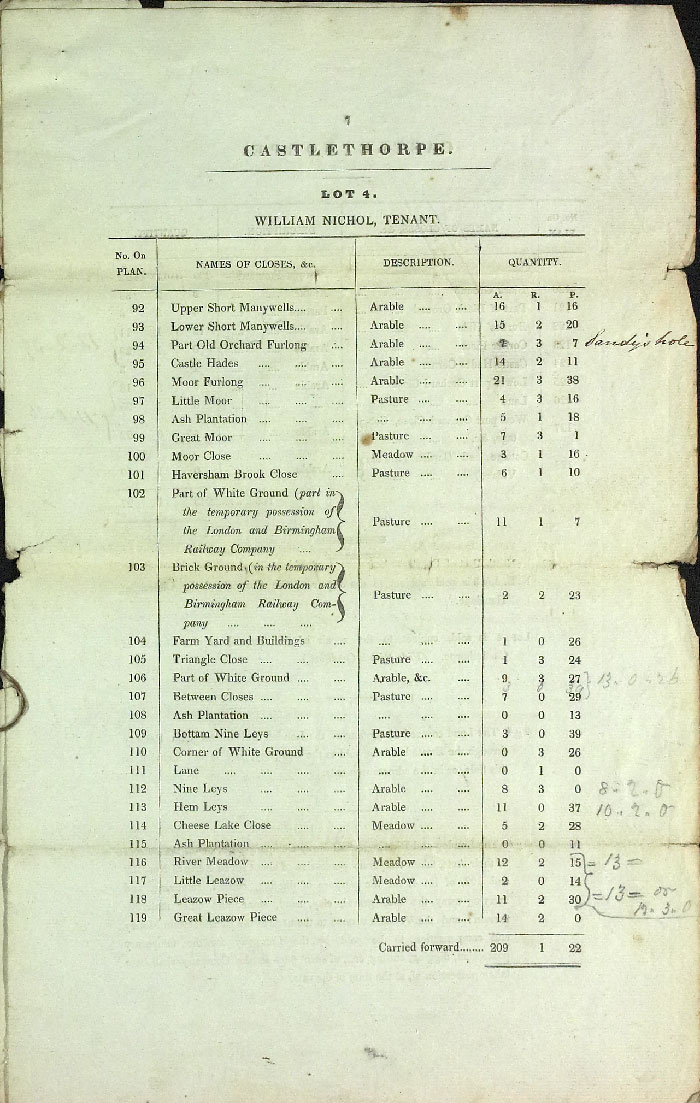 7
CASTLETHORPE.
LOT 4.
WILLIAM NICHOL, TENANT.
No. On PLAN. NAMES OF CLOSES, &c. DESCRIPTION. QUANTITY.
A. R. P.
92 Upper Short Manywells.... .... Arable .... .... 16 1 16
93 Lower Short Manywells.... .... Arable .... .... 15 2 20
94 Part Old Orchard Furlong .... Arable .... .... 3 7 Pandy's hole
95 Castle Hades .... .... .... Arable .... .... 14 2 11
96 Moor Furlong .... .... .... Arable .... .... 21 3 38
97 Little Moor .... .... .... Pasture .... .... 4 3 16
98 Ash Plantation .... .... .... .... .... .... 5 1 18
99 Great Moor .... .... .... Pasture .... .... 7 3 1
100 Moor Close .... .... .... Meadow .... .... 3 1 16
101 Haversham Brook Close .... Pasture .... .... 6 1 10
102 Part of White Ground (part in
the temporary possession of
the London and Birmingham
Railway Company ....
Pasture .... .... 11 1 7
103 Brick Ground (in the temporary
possession of the London and
Birmingham Railway Com-
pany .... .... ....
Pasture .... .... 2 2 23
104 Farm Yard and Buildings .... .... .... .... 1 0 26
105 Triangle Close .... .... .... Pasture .... .... 1 3 24
106 Part of White Ground .... .... Arable, &c. .... 9 3 27
107 Between Closes .... .... .... Pasture .... .... 7 0 29 13. 0. 26
108 Ash Plantation .... .... .... .... .... .... 0 0 13
109 Bottam Nine Leys .... .... Pasture .... .... 3 0 39
110 Corner of White Ground .... Arable .... .... 0 3 26
111 Lane .... .... .... .... .... .... .... 0 1 0
112 Nine Leys .... .... .... Arable .... .... 8 3 0 8. 2. 0
113 Hem Leys .... .... .... Arable .... .... 11 0 37 10. 2. 0
114 Cheese Lake Close .... .... Meadow .... .... 5 2 28
115 Ash Plantation .... .... .... .... .... .... 0 0 11
116 River Meadow .... .... .... Meadow .... .... 12 2 15 = 13 =
117 Little Leazow .... .... .... Meadow .... .... 2 0 14
118 Leazow Piece .... .... .... Arable .... .... 11 2 30 = 13 = or
119 Great Leazow Piece .... .... Arable .... .... 14 2 0 13. 3. 0
Carried forward........ 209 1 22